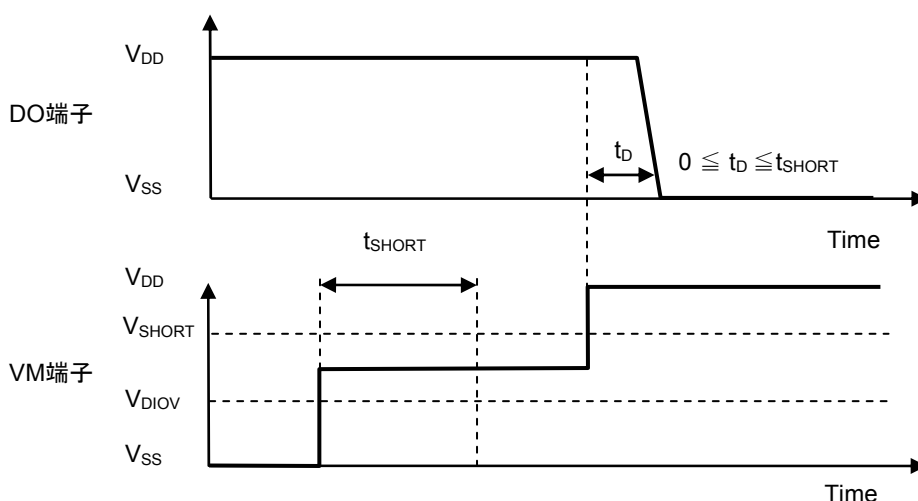 VDD
DO端子
tD
0 ≦ tD ≦tSHORT
VSS
Time
tSHORT
VDD
VSHORT
VM端子
VDIOV
VSS
Time